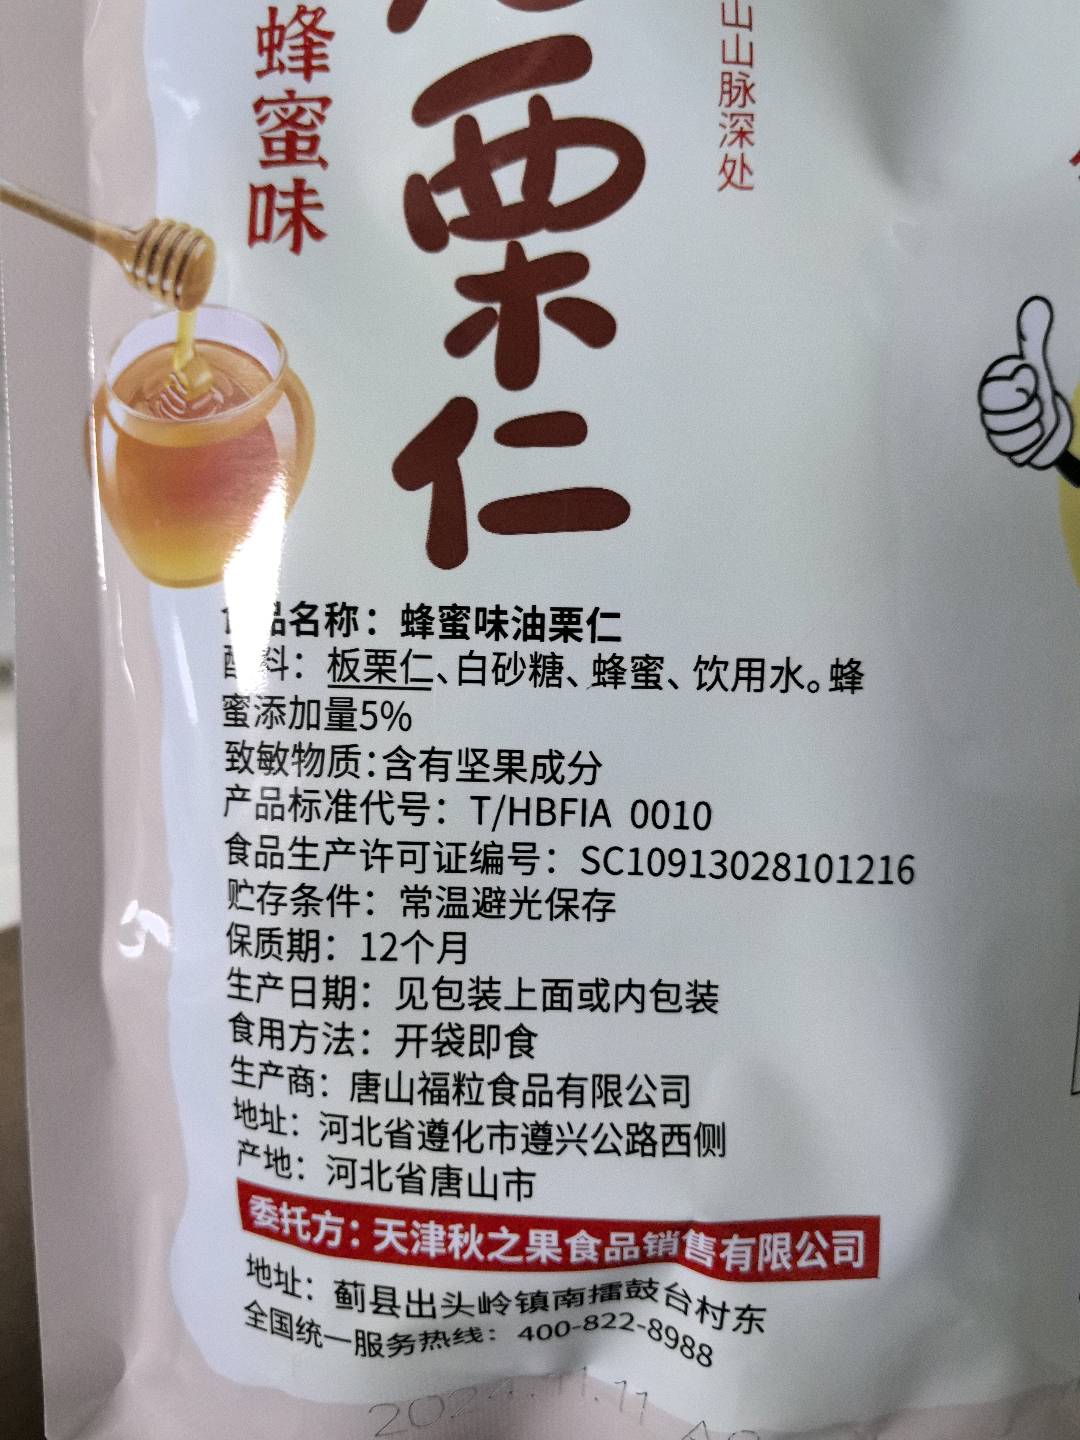 蜂蜜味
栗仁
山山脉深处
食品名称：蜂蜜味油栗仁
配料：板栗仁、白砂糖、蜂蜜、饮用水。蜂
蜜添加量5%
致敏物质：含有坚果成分
产品标准代号：T/HBFIA 0010
食品生产许可证编号：SC10913028101216
贮存条件：常温避光保存
保质期：12个月
生产日期：见包装上面或内包装
食用方法：开袋即食
生产商：唐山福粒食品有限公司
地址：河北省遵化市遵兴公路西侧
产地：河北省唐山市
委托方：天津秋之果食品销售有限公司
地址：蓟县出头岭镇南擂鼓台村东
全国统一服务热线：400-822-8988
2024.11.11